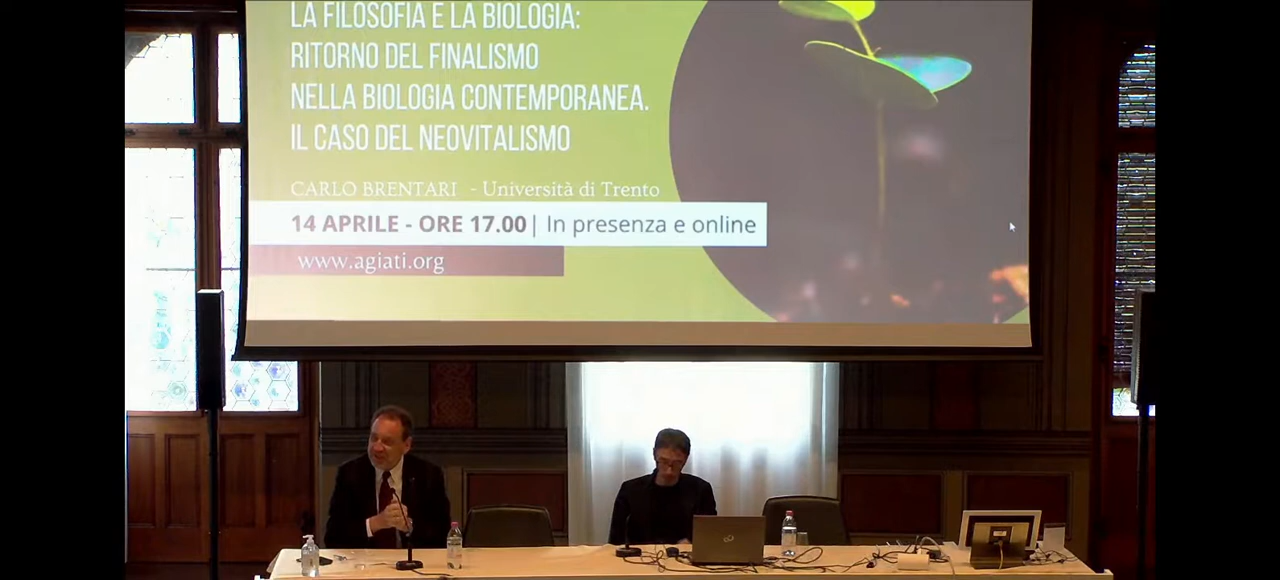 LA FILOSOFIA E LA BIOLOGIA:
RITORNO DEL FINALISMO
NELLA BIOLOGIA CONTEMPORANEA.
IL CASO DEL NEOVITALISMO
CARLO BRENTARI - Università di Trento
14 APRILE - ORE 17.00 | In presenza e online
www.agiati.org